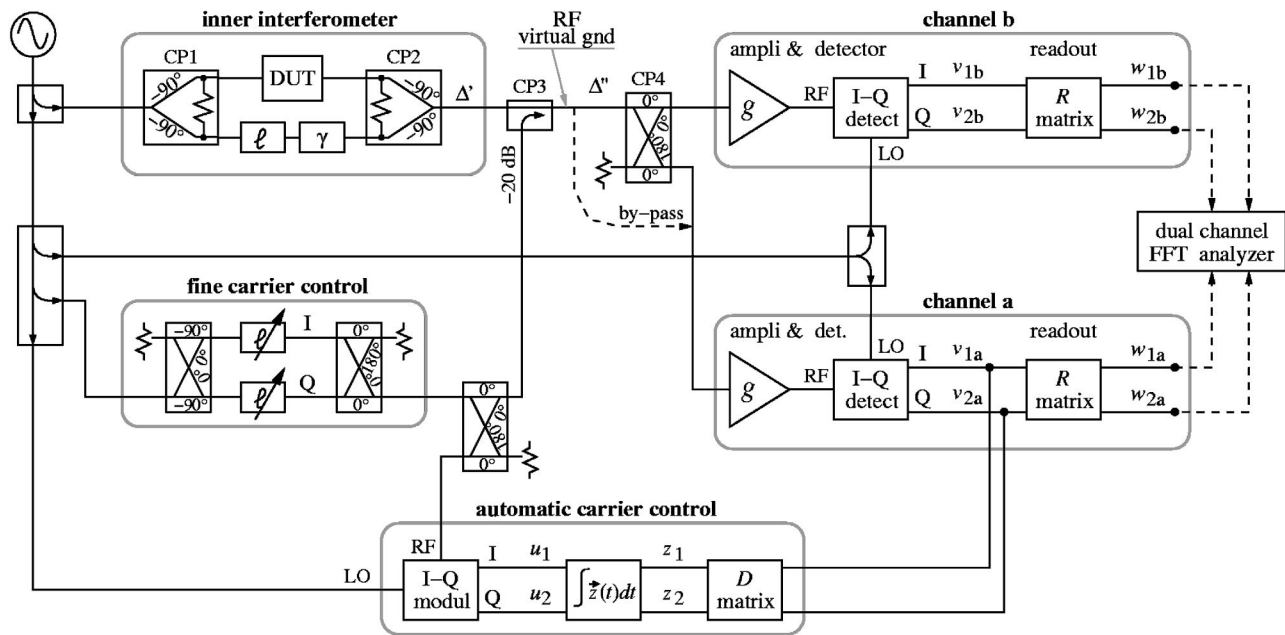 inner interferometer
RF
virtual gnd
channel b
CP1
−90°
−90°
DUT
ℓ
γ
CP2
−90°
−90°
Δ'
CP3
−20 dB
Δ"
CP4
0°
0°
180°
0°
by−pass
ampli & detector
readout
g
RF
I−Q
detect
LO
I
v1b
Q
v2b
R
matrix
w1b
w2b
dual channel
FFT analyzer
fine carrier control
−90°
0°
0°
−90°
ℓ
I
ℓ
Q
0°
180°
0°
0°
0°
180°
0°
channel a
ampli & det.
readout
g
RF
LO
I−Q
detect
I
v1a
Q
v2a
R
matrix
w1a
w2a
automatic carrier control
RF
LO
I−Q
modul
I
u1
Q
u2
∫z⃗(t)dt
z1
z2
D
matrix